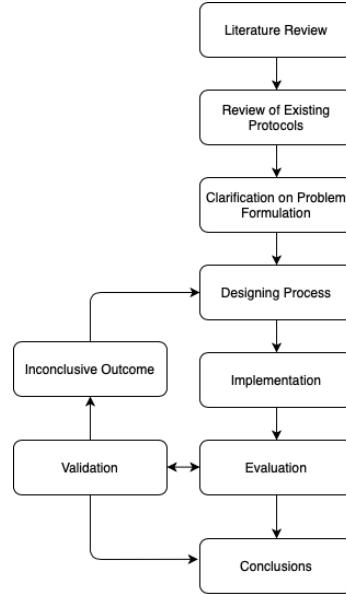 Literature Review
Review of Existing
Protocols
Clarification on Problem
Formulation
Designing Process
Inconclusive Outcome
Implementation
Validation
Evaluation
Conclusions